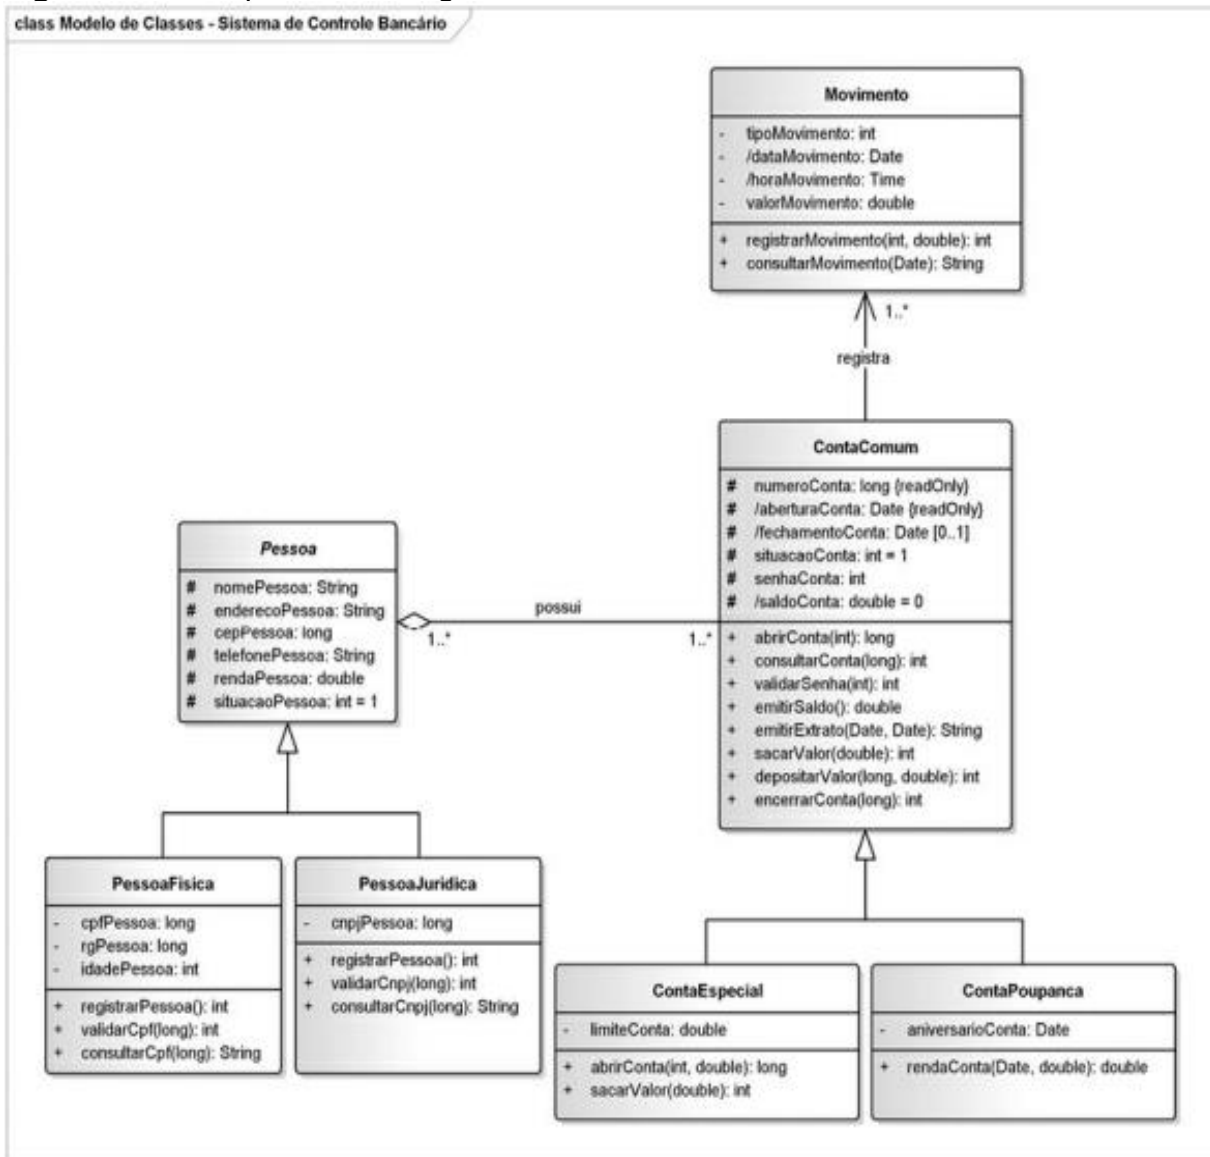 class Modelo de Classes - Sistema de Controle Bancário
Movimento
- tipoMovimento: int
- /dataMovimento: Date
- /horaMovimento: Time
- valorMovimento: double
+ registrarMovimento(int, double): int
+ consultarMovimento(Date): String
1..*
registra
ContaComum
# numeroConta: long {readOnly}
# /aberturaConta: Date {readOnly}
# /fechamentoConta: Date [0..1]
# situacaoConta: int = 1
# senhaConta: int
# /saldoConta: double = 0
+ abrirConta(int): long
+ consultarConta(long): int
+ validarSenha(int): int
+ emitirSaldo(): double
+ emitirExtrato(Date, Date): String
+ sacarValor(double): int
+ depositarValor(long, double): int
+ encerrarConta(long): int
Pessoa
# nomePessoa: String
# enderecoPessoa: String
# cepPessoa: long
# telefonePessoa: String
# rendaPessoa: double
# situacaoPessoa: int = 1
possui
1..*
1..*
PessoaFisica
- cpfPessoa: long
- rgPessoa: long
- idadePessoa: int
+ registrarPessoa(): int
+ validarCpf(long): int
+ consultarCpf(long): String
PessoaJuridica
- cnpjPessoa: long
+ registrarPessoa(): int
+ validarCnpj(long): int
+ consultarCnpj(long): String
ContaEspecial
- limiteConta: double
+ abrirConta(int, double): long
+ sacarValor(double): int
ContaPoupanca
- aniversarioConta: Date
+ rendaConta(Date, double): double